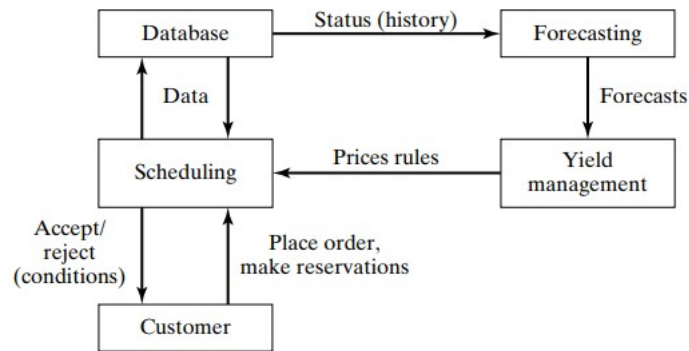 Database
Status (history)
Forecasting
Data
Forecasts
Scheduling
Prices rules
Yield
management
Accept/
reject
(conditions)
Place order,
make reservations
Customer